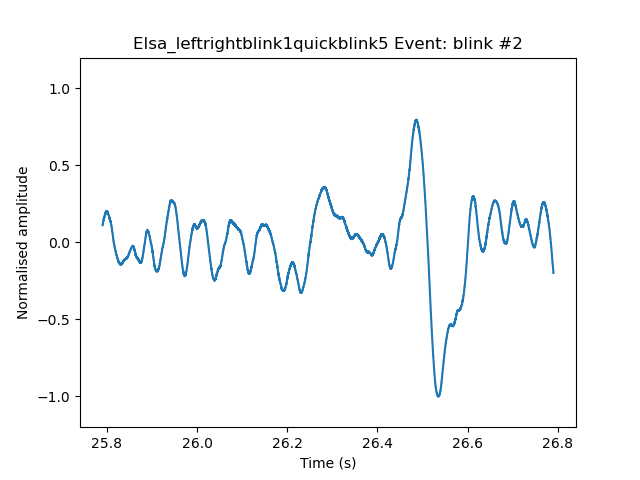 Elsa_leftrightblink1quickblink5 Event: blink #2
Normalised amplitude
1.0
0.5
0.0
−0.5
−1.0
25.8 26.0 26.2 26.4 26.6 26.8
Time (s)